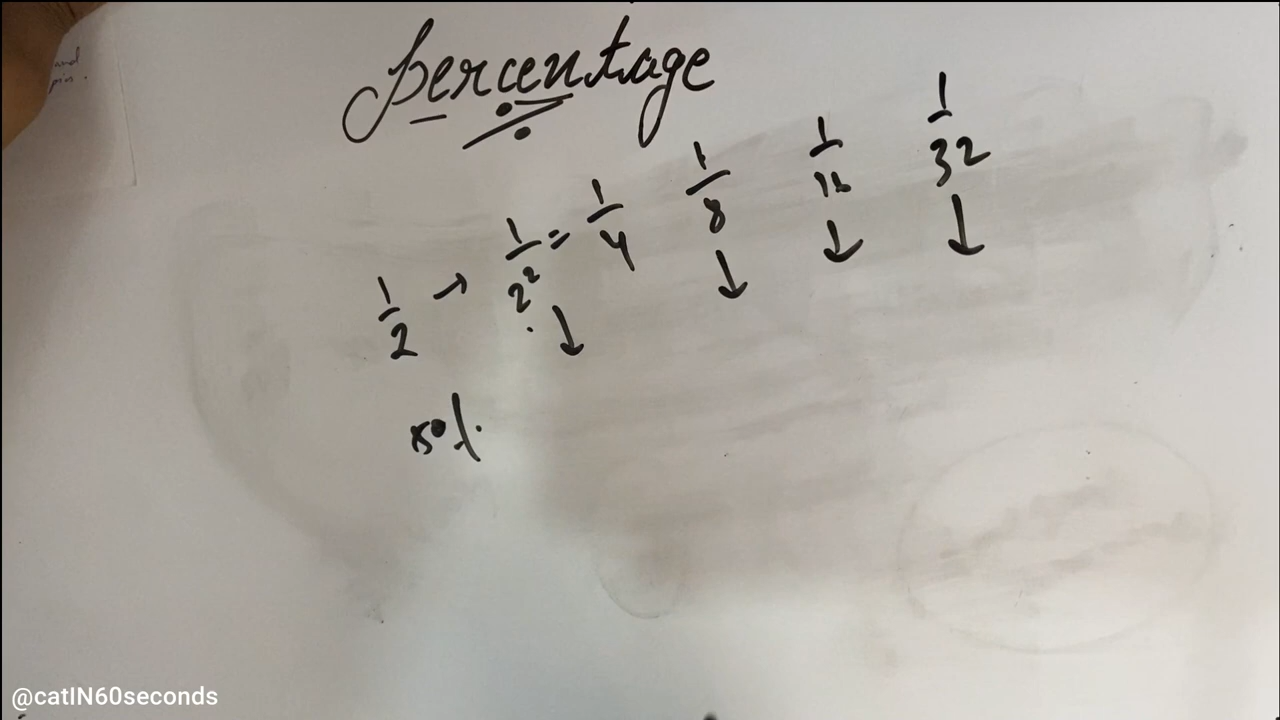 percentage
%
1/2 → 1/2² = 1/4 1/8 1/16 1/32
↓ ↓ ↓ ↓
50%
@catIN60seconds